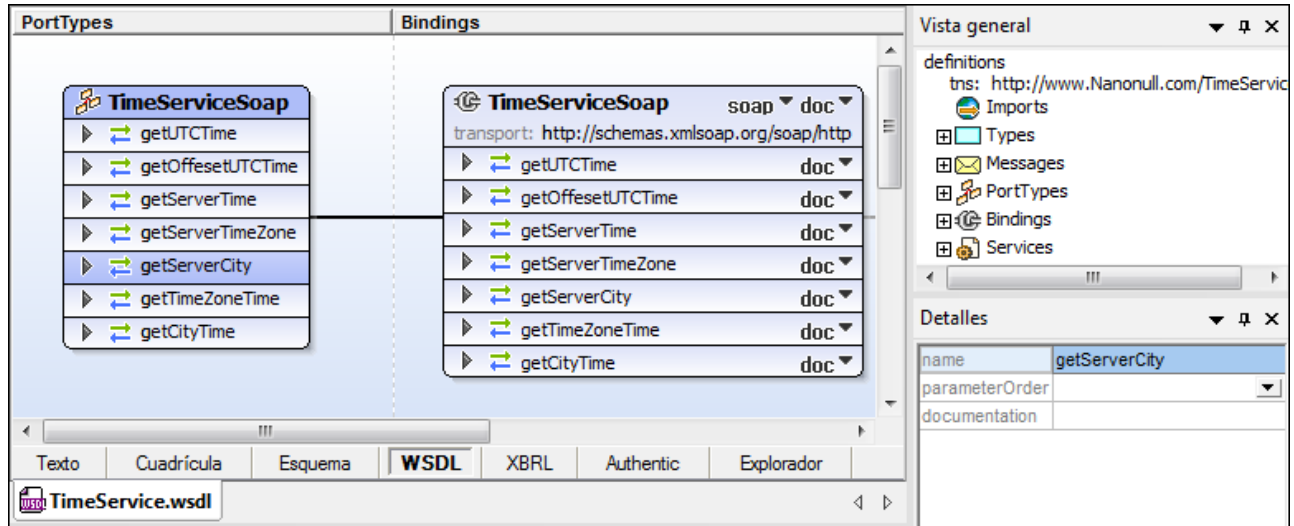 PortTypes
Bindings
TimeServiceSoap
getUTCTime
getOffesetUTCTime
getServerTime
getServerTimeZone
getServerCity
getTimeZoneTime
getCityTime
TimeServiceSoap soap doc
transport: http://schemas.xmlsoap.org/soap/http
getUTCTime doc
getOffesetUTCTime doc
getServerTime doc
getServerTimeZone doc
getServerCity doc
getTimeZoneTime doc
getCityTime doc
Texto Cuadrícula Esquema WSDL XBRL Authentic Explorador
TimeService.wsdl
Vista general
definitions
tns: http://www.Nanonull.com/TimeServic
Imports
Types
Messages
PortTypes
Bindings
Services
Detalles
name getServerCity
parameterOrder
documentation